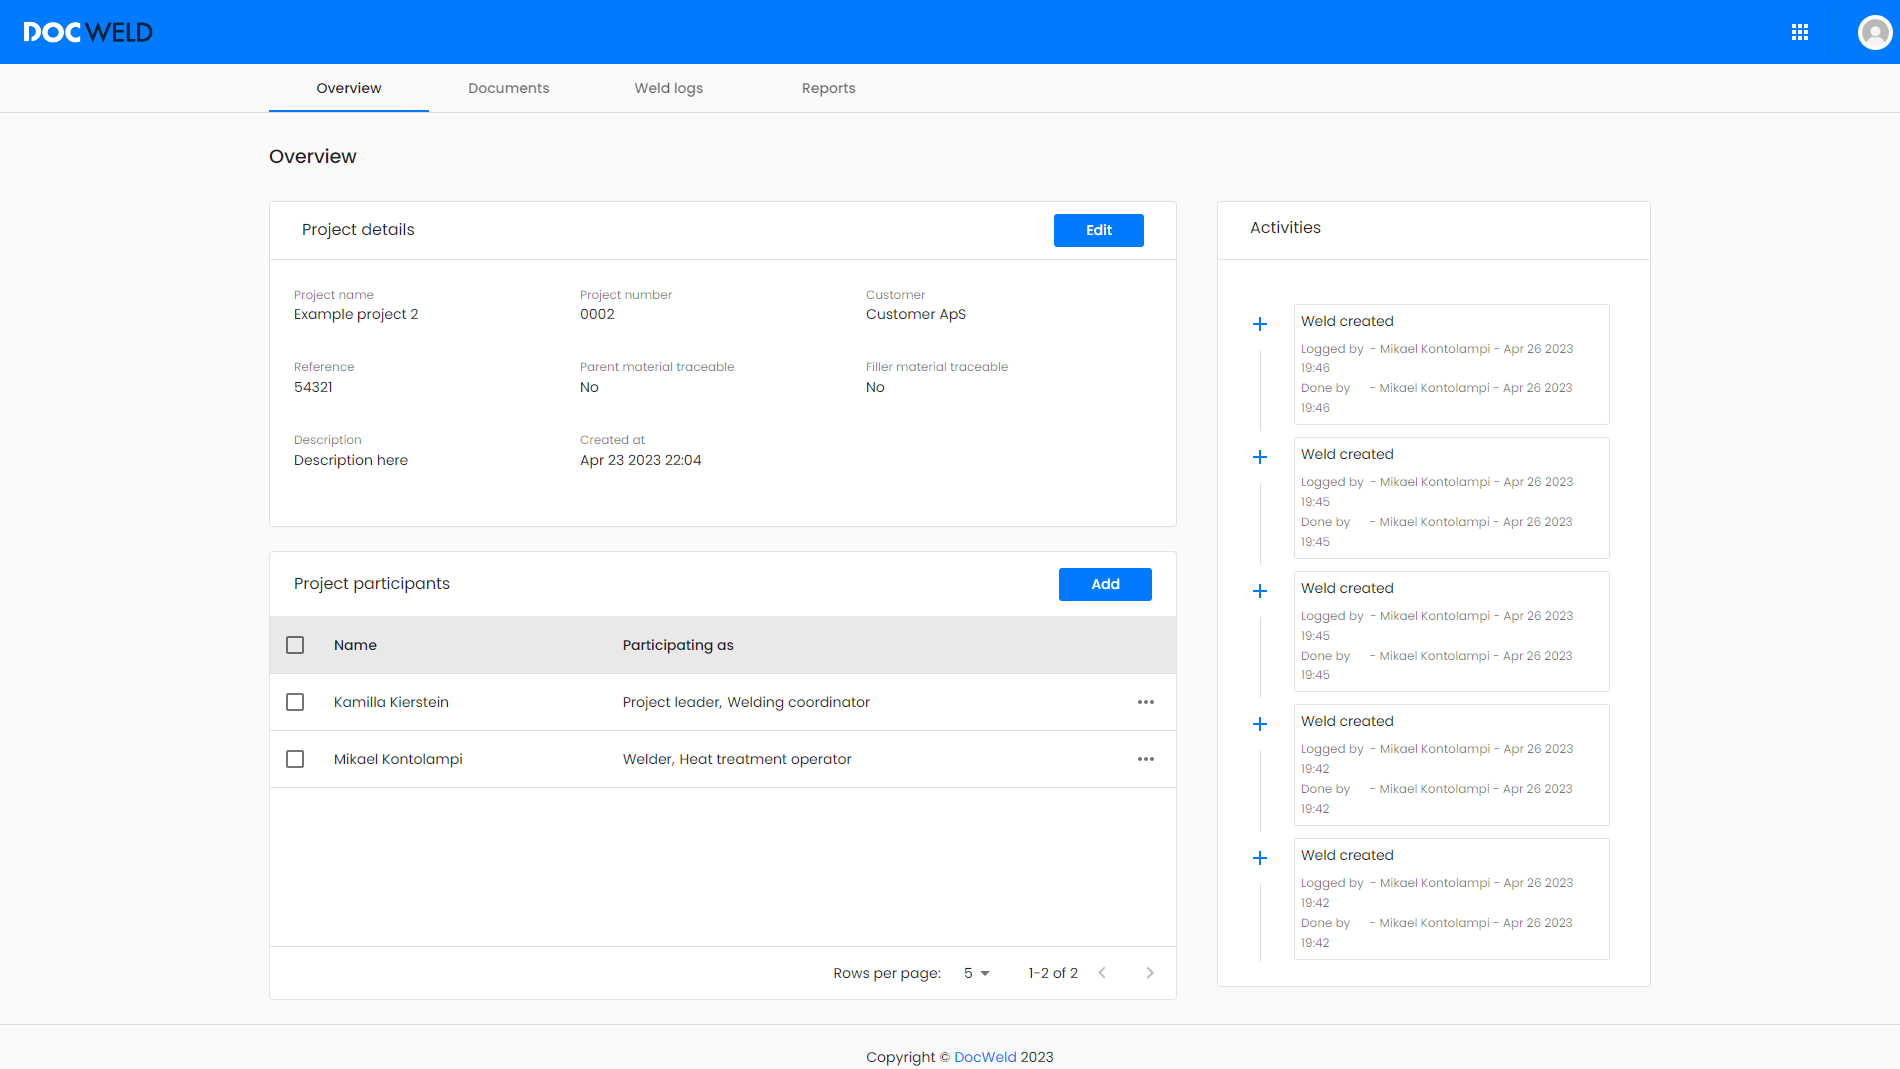 DOCWELD
Overview Documents Weld logs Reports
Overview
Project details
Edit
Project name Project number Customer
Example project 2 0002 Customer ApS
Reference Parent material traceable Filler material traceable
54321 No No
Description Created at
Description here Apr 23 2023 22:04
Project participants
Add
Name Participating as
Kamilla Kierstein Project leader, Welding coordinator
Mikael Kontolampi Welder, Heat treatment operator
Rows per page: 5 1-2 of 2
Activities
Weld created
Logged by - Mikael Kontolampi - Apr 26 2023
19:46
Done by - Mikael Kontolampi - Apr 26 2023
19:46
Weld created
Logged by - Mikael Kontolampi - Apr 26 2023
19:45
Done by - Mikael Kontolampi - Apr 26 2023
19:45
Weld created
Logged by - Mikael Kontolampi - Apr 26 2023
19:45
Done by - Mikael Kontolampi - Apr 26 2023
19:45
Weld created
Logged by - Mikael Kontolampi - Apr 26 2023
19:42
Done by - Mikael Kontolampi - Apr 26 2023
19:42
Weld created
Logged by - Mikael Kontolampi - Apr 26 2023
19:42
Done by - Mikael Kontolampi - Apr 26 2023
19:42
Copyright © DocWeld 2023